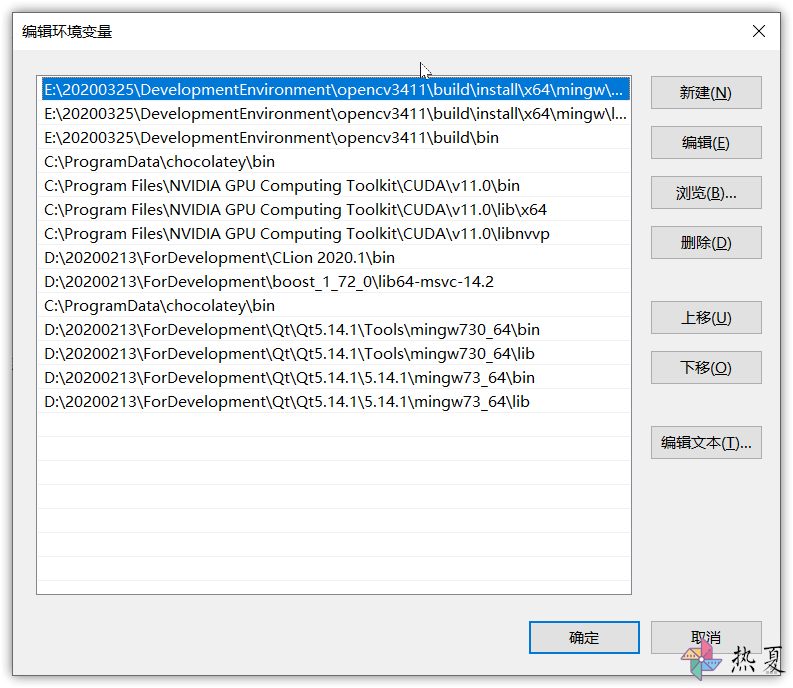 编辑环境变量
E:\20200325\DevelopmentEnvironment\opencv3411\build\install\x64\mingw\...
E:\20200325\DevelopmentEnvironment\opencv3411\build\install\x64\mingw\l...
E:\20200325\DevelopmentEnvironment\opencv3411\build\bin
C:\ProgramData\chocolatey\bin
C:\Program Files\NVIDIA GPU Computing Toolkit\CUDA\v11.0\bin
C:\Program Files\NVIDIA GPU Computing Toolkit\CUDA\v11.0\lib\x64
C:\Program Files\NVIDIA GPU Computing Toolkit\CUDA\v11.0\libnvvp
D:\20200213\ForDevelopment\CLion 2020.1\bin
D:\20200213\ForDevelopment\boost_1_72_0\lib64-msvc-14.2
C:\ProgramData\chocolatey\bin
D:\20200213\ForDevelopment\Qt\Qt5.14.1\Tools\mingw730_64\bin
D:\20200213\ForDevelopment\Qt\Qt5.14.1\Tools\mingw730_64\lib
D:\20200213\ForDevelopment\Qt\Qt5.14.1\5.14.1\mingw73_64\bin
D:\20200213\ForDevelopment\Qt\Qt5.14.1\5.14.1\mingw73_64\lib
新建(N)
编辑(E)
浏览(B)...
删除(D)
上移(U)
下移(O)
编辑文本(T)...
确定
取消
热夏